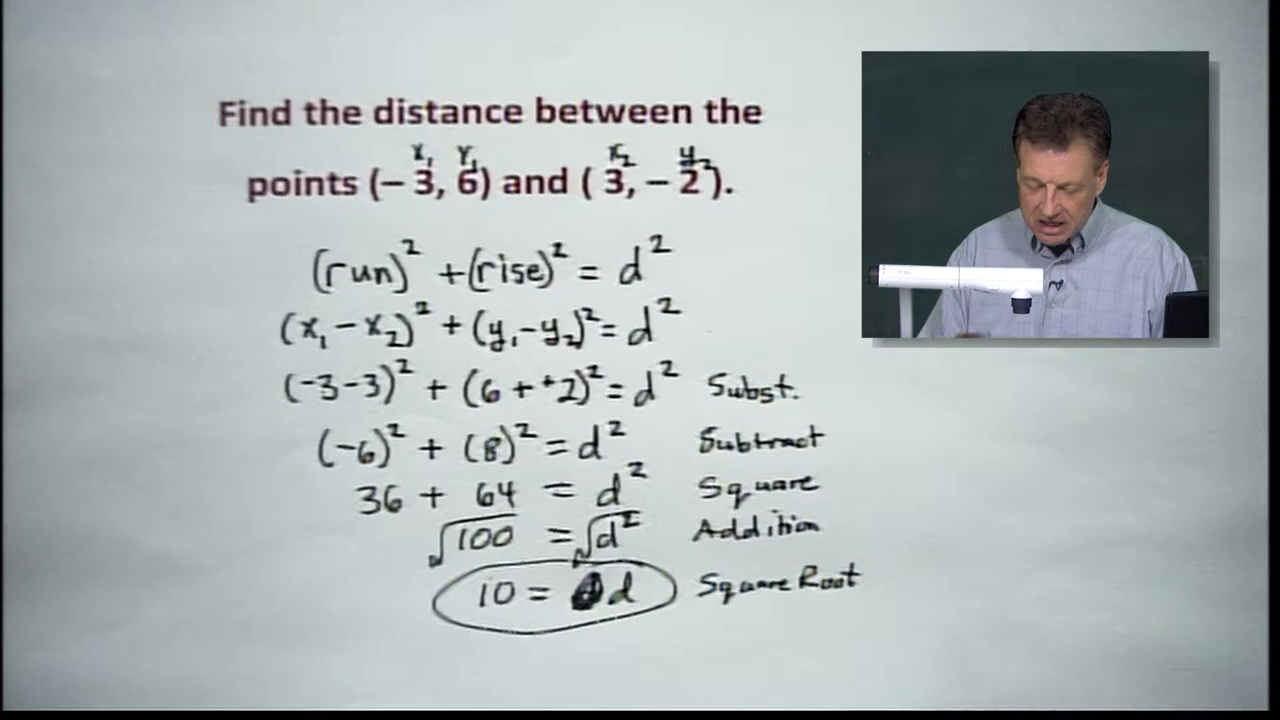 Find the distance between the
x₁ y₁ x₂ y₂
points (– 3, 6) and ( 3, – 2 ).
(run)² + (rise)² = d²
(x₁ – x₂)² + (y₁ – y₂)² = d²
(-3-3)² + (6 + +2)² = d² Subst.
(-6)² + (8)² = d² Subtract
36 + 64 = d² Square
√100 = √d² Addition
10 = d Square Root